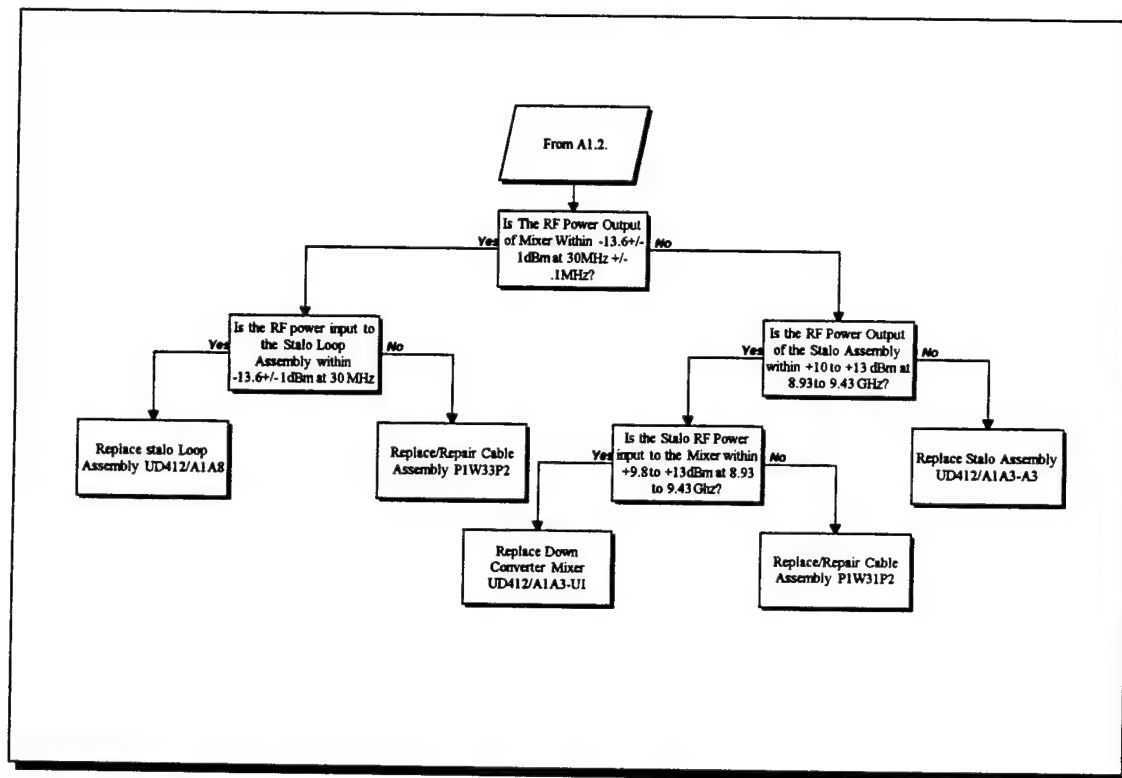 From A1.2.
Is The RF Power Output
of Mixer Within -13.6+/-
1dBm at 30MHz +/-
.1MHz?
Yes
No
Is the RF power input to
the Stalo Loop
Assembly within
-13.6+/- 1dBm at 30 MHz
Yes
No
Is the RF Power Output
of the Stalo Assembly
within +10 to +13 dBm at
8.93 to 9.43 GHz?
Yes
No
Replace stalo Loop
Assembly UD412/A1A8
Replace/Repair Cable
Assembly P1W33P2
Is the Stalo RF Power
input to the Mixer within
+9.8 to +13dBm at 8.93
to 9.43 Ghz?
Yes
No
Replace Stalo Assembly
UD412/A1A3-A3
Replace Down
Converter Mixer
UD412/A1A3-U1
Replace/Repair Cable
Assembly P1W31P2